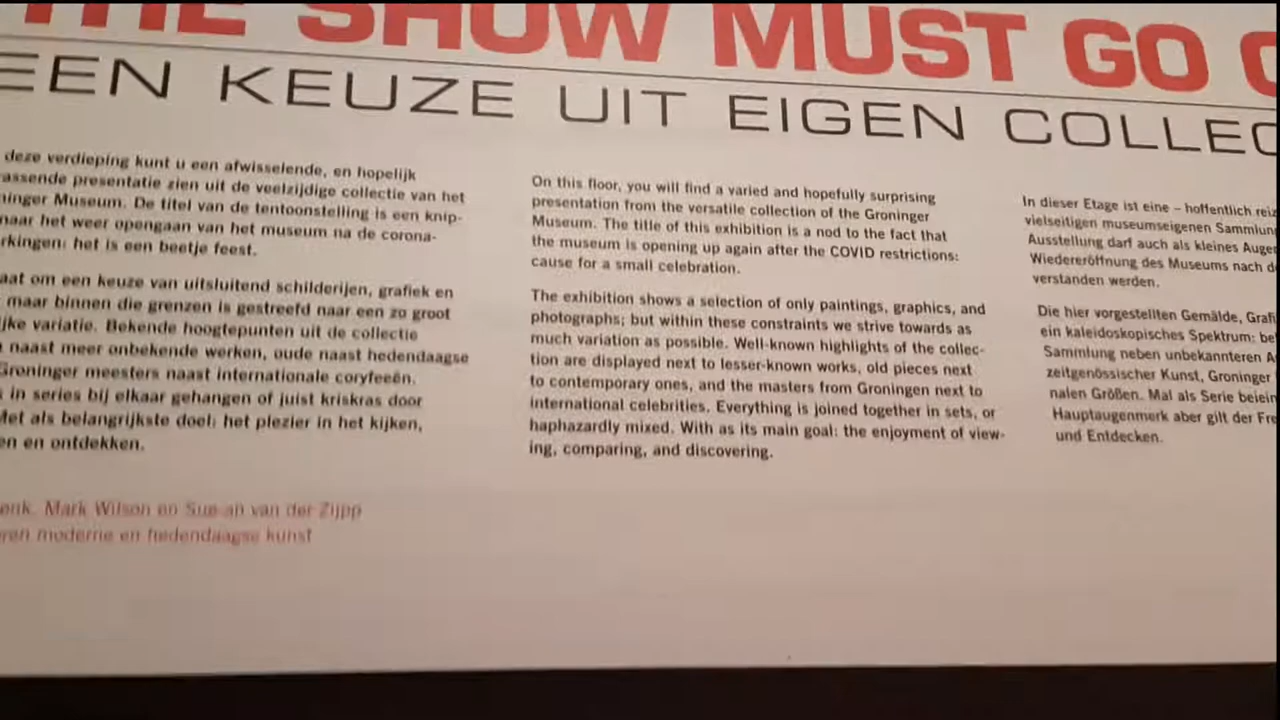 THE SHOW MUST GO
EEN KEUZE UIT EIGEN COLLEC
deze verdieping kunt u een afwisselende, en hopelijk
assende presentatie zien uit de veelzijdige collectie van het
ninger Museum. De titel van de tentoonstelling is een knip-
naar het weer opengaan van het museum na de corona-
rkingen: het is een beetje feest.
aat om een keuze van uitsluitend schilderijen, grafiek en
maar binnen die grenzen is gestreefd naar een zo groot
ijke variatie. Bekende hoogtepunten uit de collectie
naast meer onbekende werken, oude naast hedendaagse
Groninger meesters naast internationale coryfeeën.
in series bij elkaar gehangen of juist kriskras door
Met als belangrijkste doel: het plezier in het kijken,
en en ontdekken.
enk, Mark Wilson en Sue-an van der Zijpp
ren moderne en hedendaagse kunst
On this floor, you will find a varied and hopefully surprising
presentation from the versatile collection of the Groninger
Museum. The title of this exhibition is a nod to the fact that
the museum is opening up again after the COVID restrictions:
cause for a small celebration.
The exhibition shows a selection of only paintings, graphics, and
photographs; but within these constraints we strive towards as
much variation as possible. Well-known highlights of the collec-
tion are displayed next to lesser-known works, old pieces next
to contemporary ones, and the masters from Groningen next to
international celebrities. Everything is joined together in sets, or
haphazardly mixed. With as its main goal: the enjoyment of view-
ing, comparing, and discovering.
In dieser Etage ist eine – hoffentlich reiz
vielseitigen museumseigenen Sammlun
Ausstellung darf auch als kleines Auge
Wiedereröffnung des Museums nach d
verstanden werden.
Die hier vorgestellten Gemälde, Grafi
ein kaleidoskopisches Spektrum: be
Sammlung neben unbekannteren A
zeitgenössischer Kunst, Groninger
nalen Größen. Mal als Serie beiein
Hauptaugenmerk aber gilt der Fre
und Entdecken.